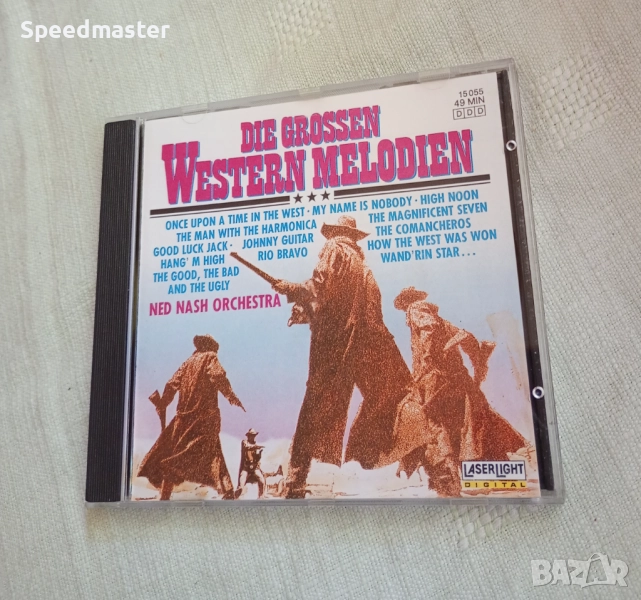 Speedmaster
15 055
49 MIN
D D D
DIE GROSSEN
WESTERN MELODIEN
ONCE UPON A TIME IN THE WEST · MY NAME IS NOBODY · HIGH NOON
THE MAN WITH THE HARMONICA THE MAGNIFICENT SEVEN
GOOD LUCK JACK · JOHNNY GUITAR THE COMANCHEROS
HANG' M HIGH RIO BRAVO HOW THE WEST WAS WON
THE GOOD, THE BAD WAND'RIN STAR . . .
AND THE UGLY
NED NASH ORCHESTRA
LASERLIGHT
DIGITAL
BAZAR